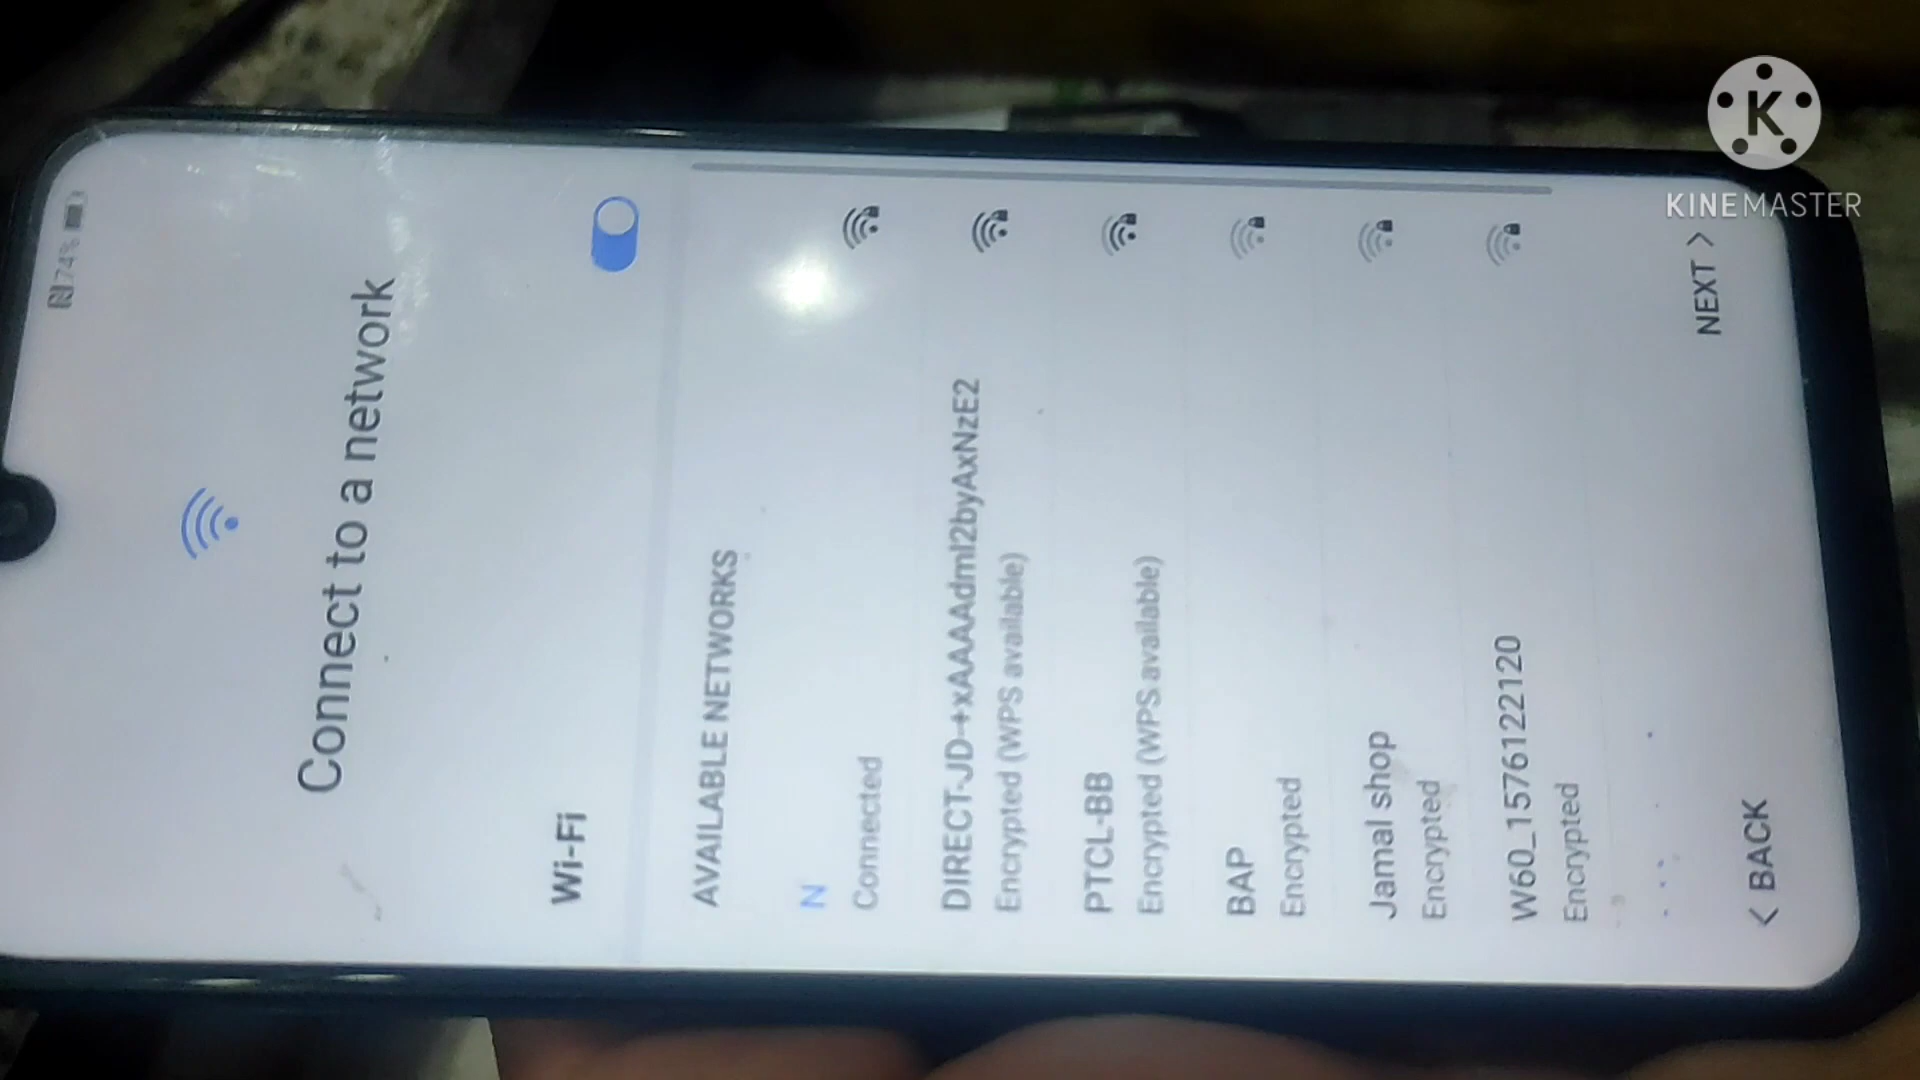 N 74%
Connect to a network
Wi-Fi
AVAILABLE NETWORKS
N
Connected
DIRECT-JD-+xAAAAdml2byAxNzE2
Encrypted (WPS available)
PTCL-BB
Encrypted (WPS available)
BAP
Encrypted
Jamal shop
Encrypted
W60_1576122120
Encrypted
< BACK
NEXT >
K
KINEMASTER